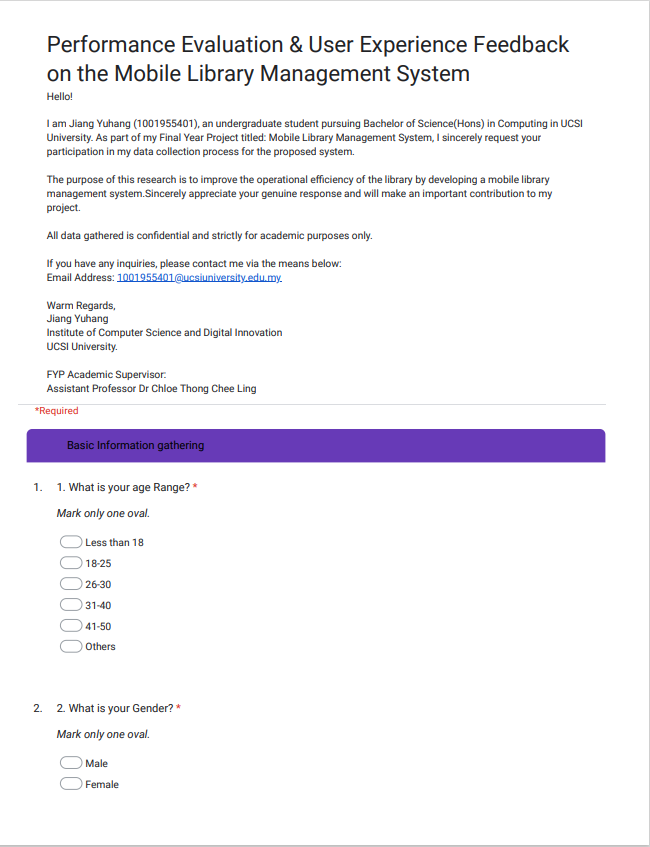 Performance Evaluation & User Experience Feedback
on the Mobile Library Management System
Hello!
I am Jiang Yuhang (1001955401), an undergraduate student pursuing Bachelor of Science(Hons) in Computing in UCSI
University. As part of my Final Year Project titled: Mobile Library Management System, I sincerely request your
participation in my data collection process for the proposed system.
The purpose of this research is to improve the operational efficiency of the library by developing a mobile library
management system.Sincerely appreciate your genuine response and will make an important contribution to my
project.
All data gathered is confidential and strictly for academic purposes only.
If you have any inquiries, please contact me via the means below:
Email Address: 1001955401@ucsiuniversity.edu.my
Warm Regards,
Jiang Yuhang
Institute of Computer Science and Digital Innovation
UCSI University.
FYP Academic Supervisor:
Assistant Professor Dr Chloe Thong Chee Ling
*Required
Basic Information gathering
1. 1. What is your age Range? *
Mark only one oval.
Less than 18
18-25
26-30
31-40
41-50
Others
2. 2. What is your Gender? *
Mark only one oval.
Male
Female